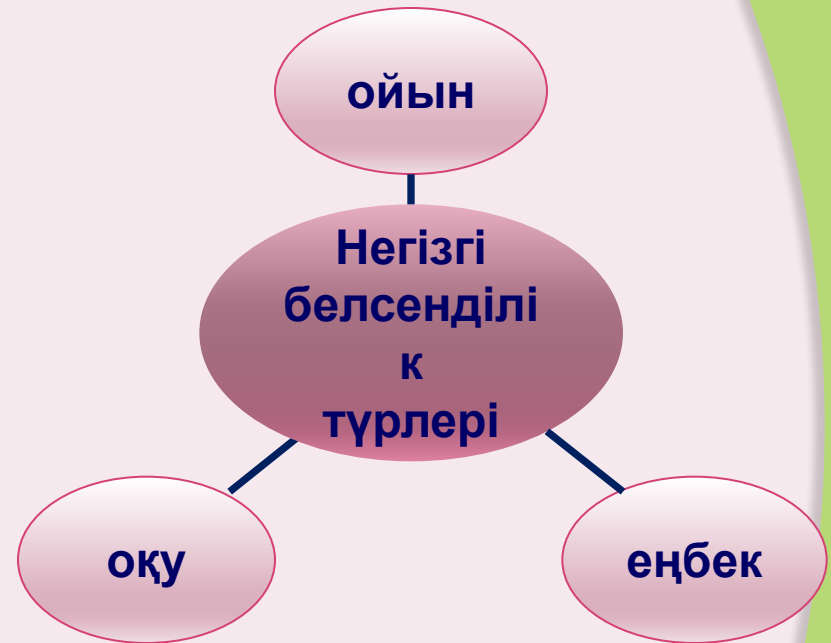 ойын
Негізгі
белсенділі
к
түрлері
оқу
еңбек